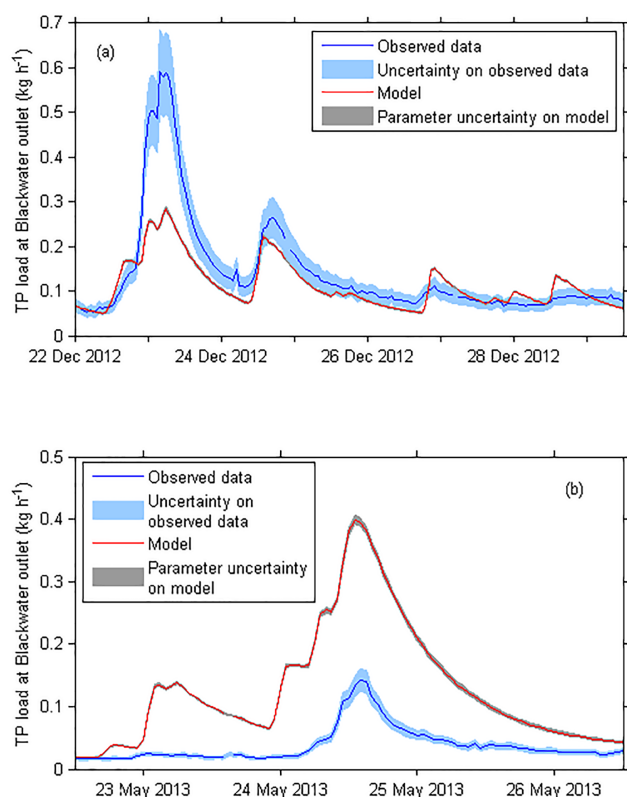 (a)
Observed data
Uncertainty on observed data
Model
Parameter uncertainty on model
TP load at Blackwater outlet (kg h⁻¹)
0.7
0.6
0.5
0.4
0.3
0.2
0.1
0
22 Dec 2012
24 Dec 2012
26 Dec 2012
28 Dec 2012
(b)
Observed data
Uncertainty on
observed data
Model
Parameter uncertainty
on model
TP load at Blackwater outlet (kg h⁻¹)
0.5
0.4
0.3
0.2
0.1
0
23 May 2013
24 May 2013
25 May 2013
26 May 2013